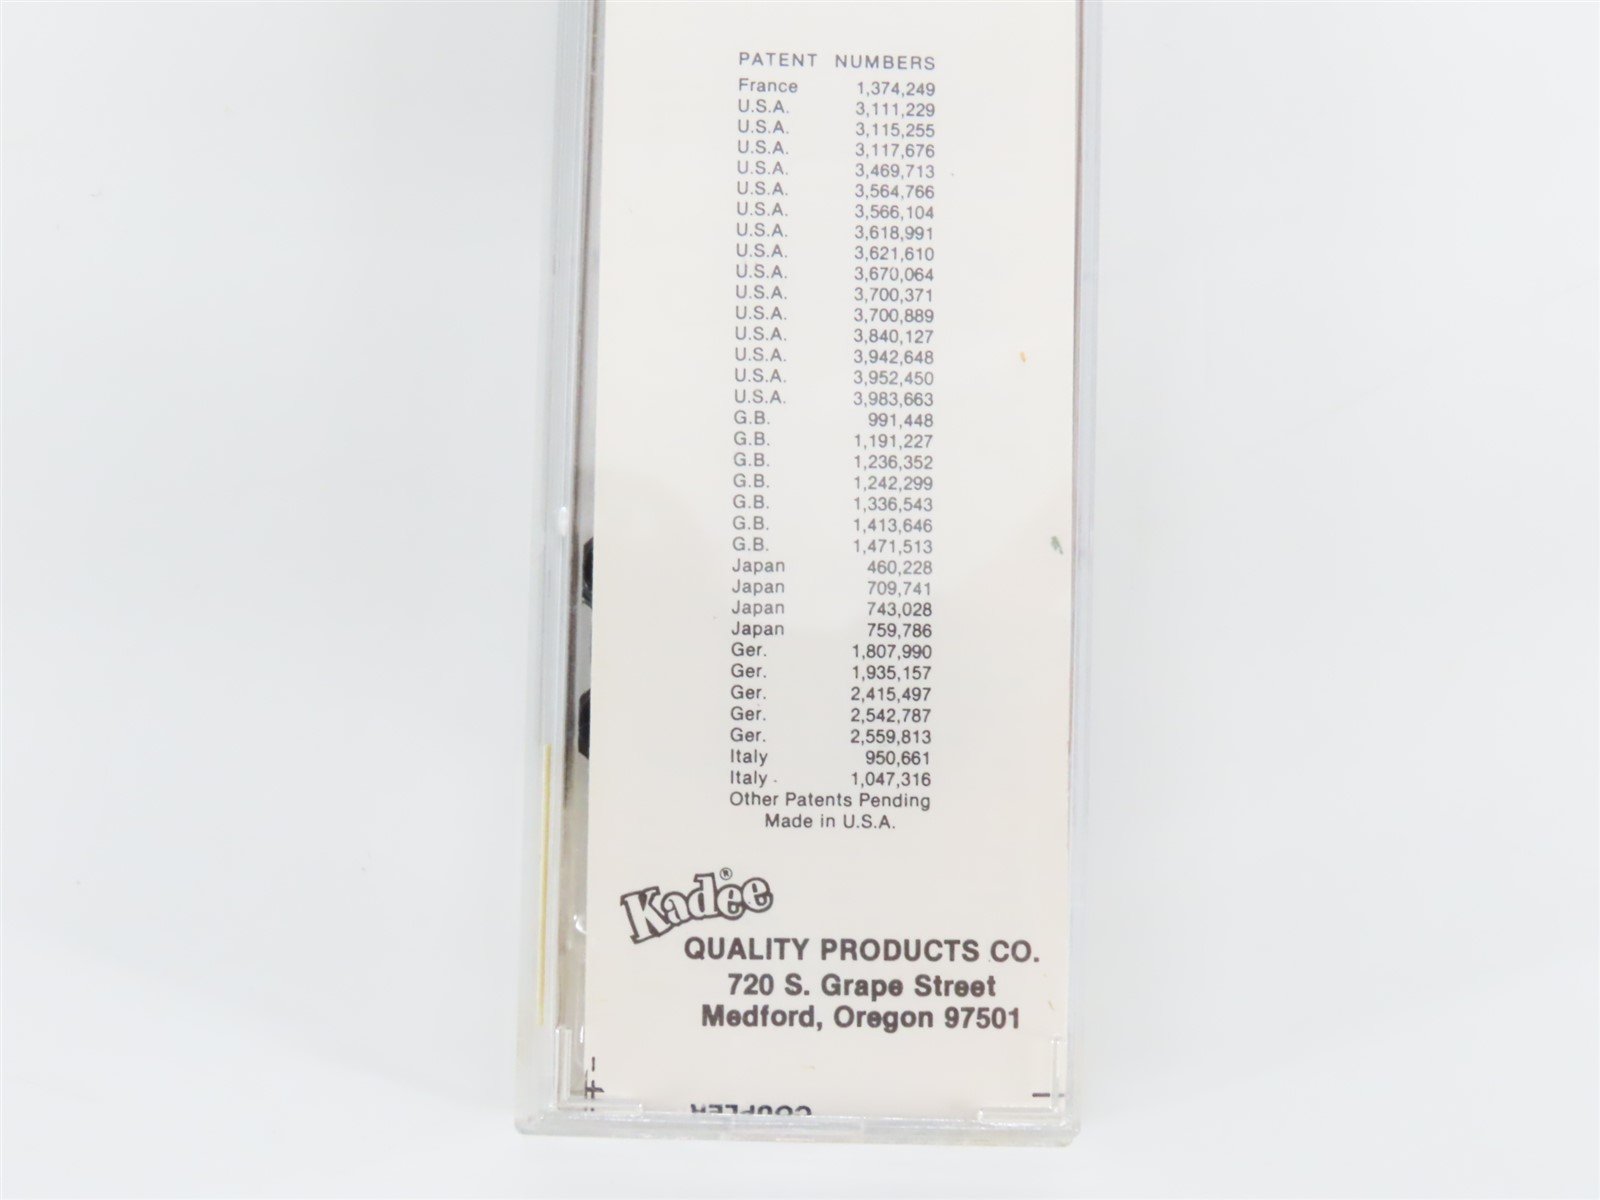 PATENT NUMBERS
France 1,374,249
U.S.A. 3,111,229
U.S.A. 3,115,255
U.S.A. 3,117,676
U.S.A. 3,469,713
U.S.A. 3,564,766
U.S.A. 3,566,104
U.S.A. 3,618,991
U.S.A. 3,621,610
U.S.A. 3,670,064
U.S.A. 3,700,371
U.S.A. 3,700,889
U.S.A. 3,840,127
U.S.A. 3,942,648
U.S.A. 3,952,450
U.S.A. 3,983,663
G.B. 991,448
G.B. 1,191,227
G.B. 1,236,352
G.B. 1,242,299
G.B. 1,336,543
G.B. 1,413,646
G.B. 1,471,513
Japan 460,228
Japan 709,741
Japan 743,028
Japan 759,786
Ger. 1,807,990
Ger. 1,935,157
Ger. 2,415,497
Ger. 2,542,787
Ger. 2,559,813
Italy 950,661
Italy 1,047,316
Other Patents Pending
Made in U.S.A.
Kadee®
QUALITY PRODUCTS CO.
720 S. Grape Street
Medford, Oregon 97501
COUPLER